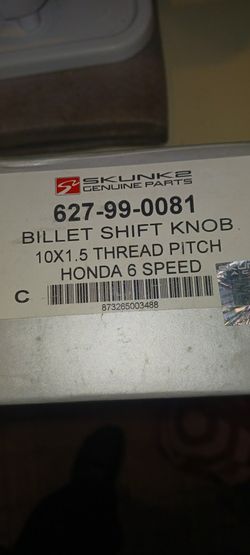 SKUNK2
GENUINE PARTS
627-99-0081
BILLET SHIFT KNOB
10X1.5 THREAD PITCH
HONDA 6 SPEED
C
873265003488